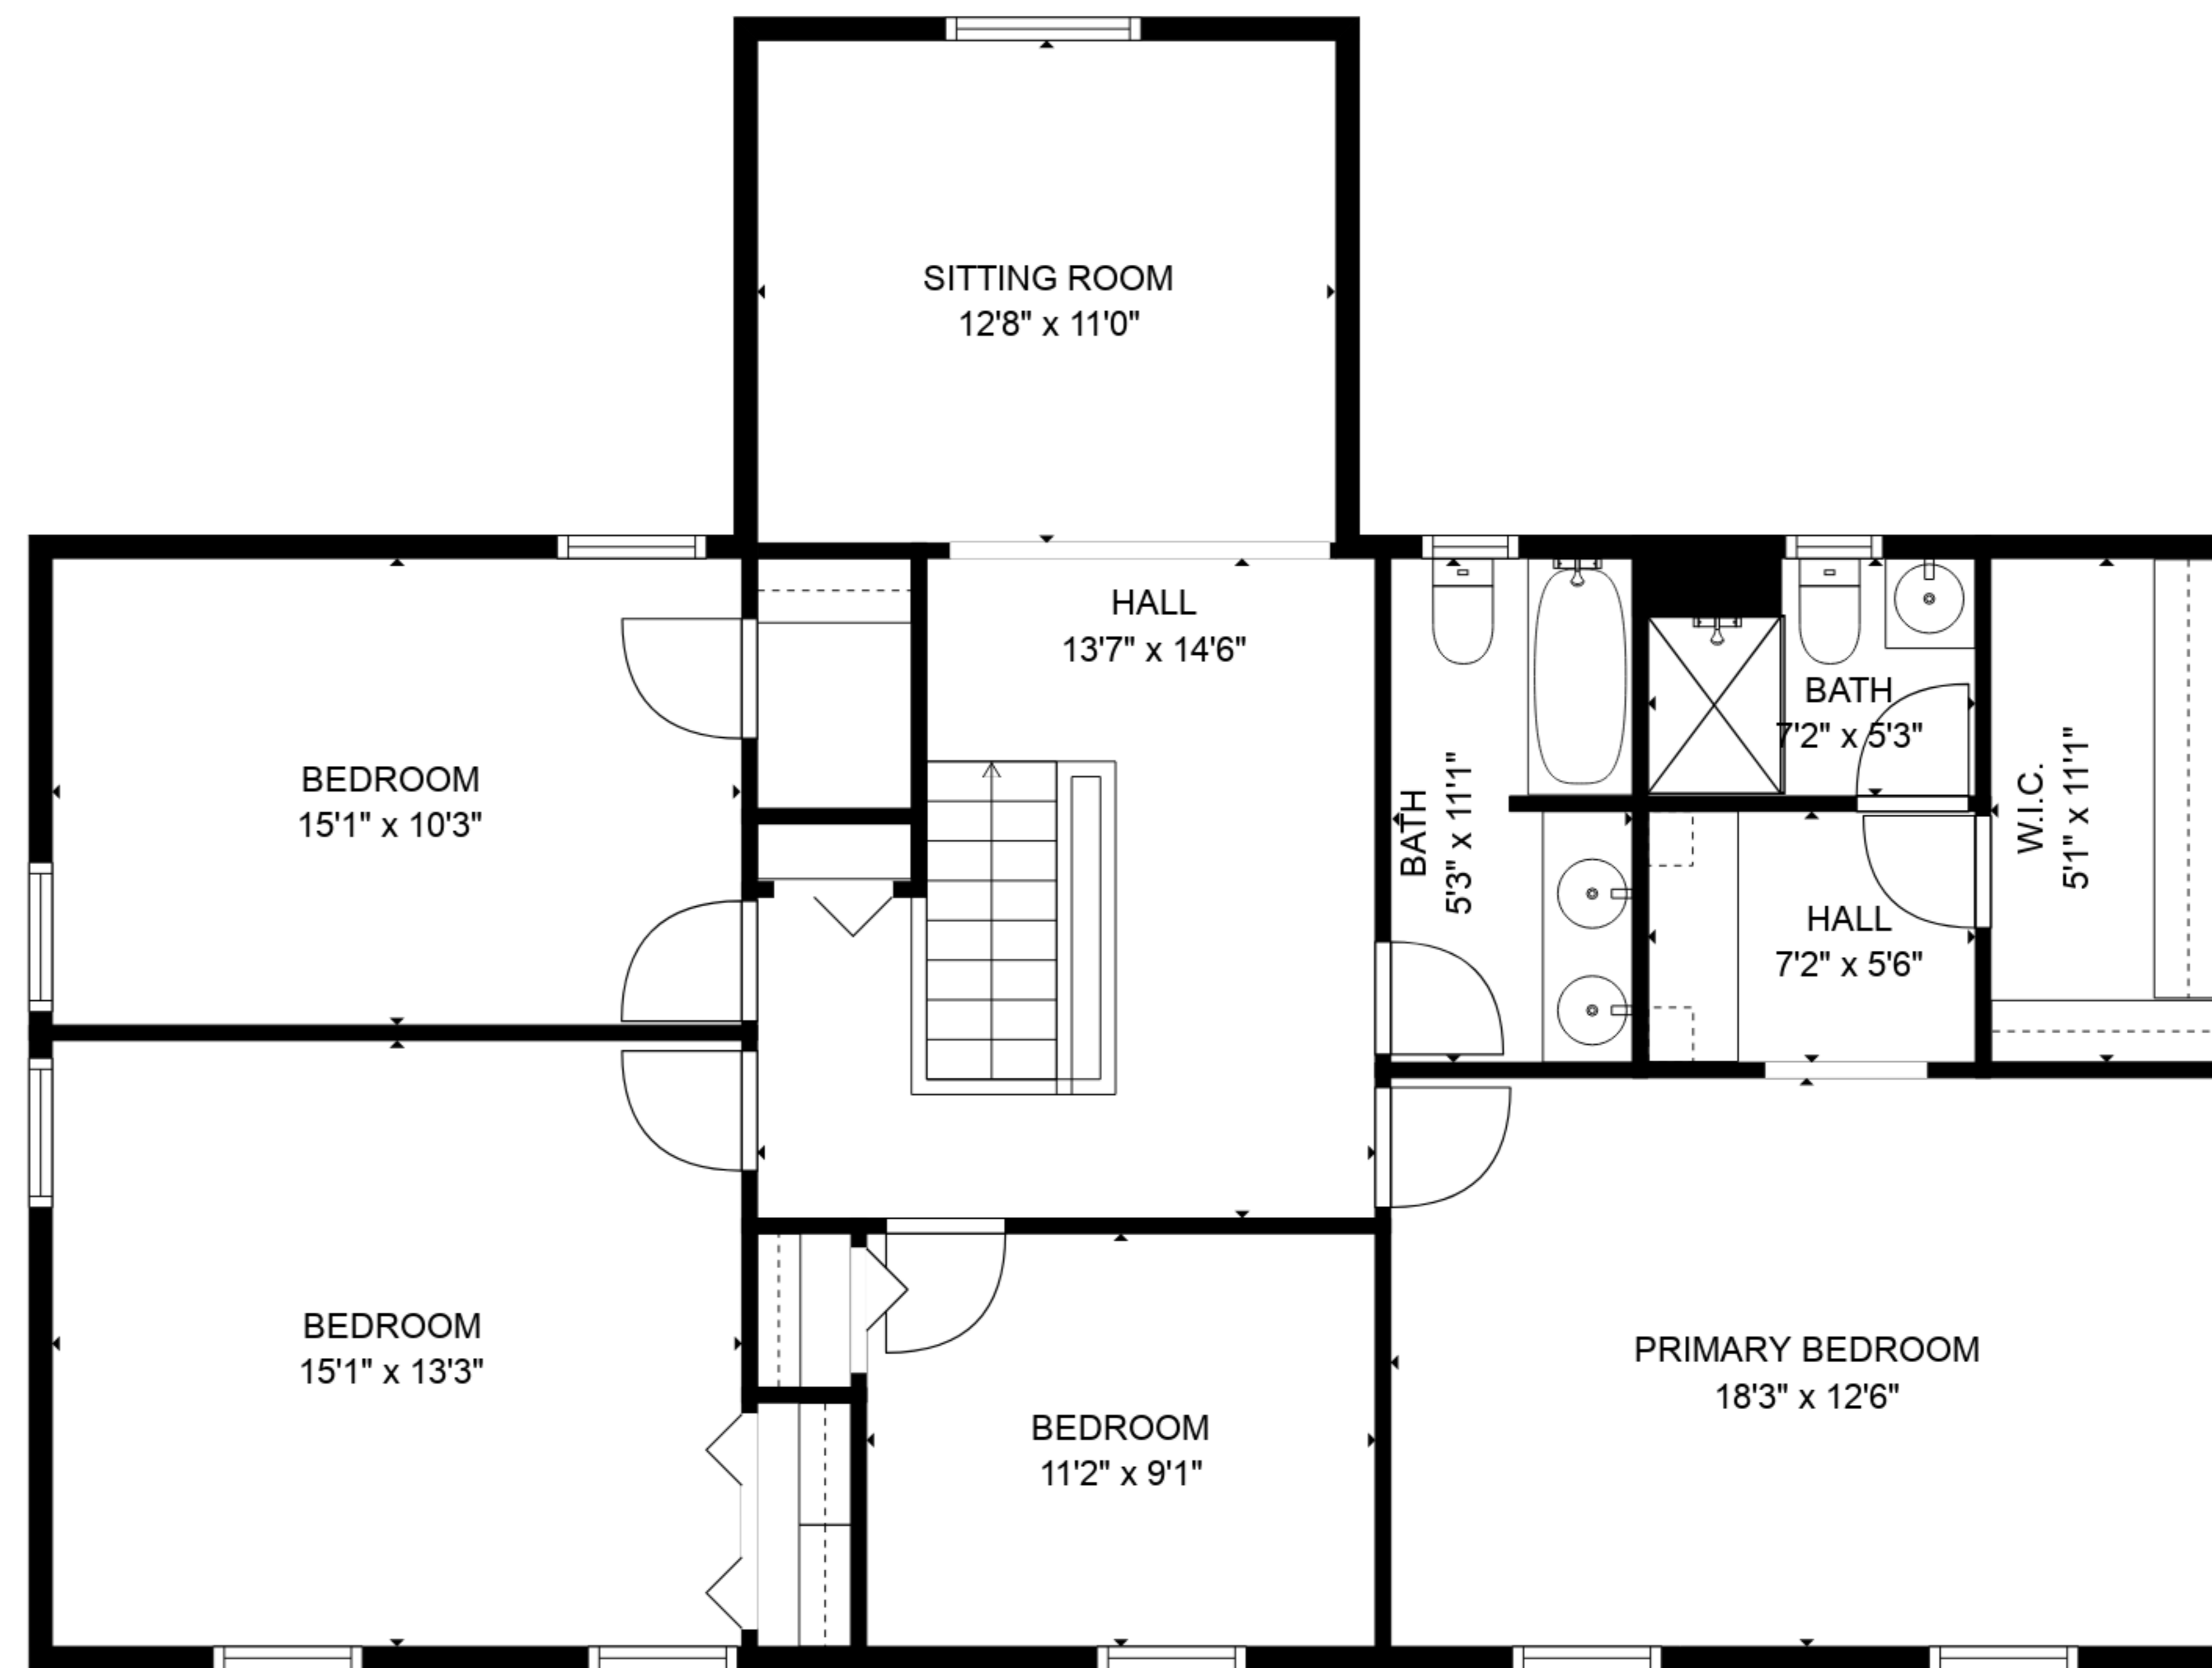 SITTING ROOM
12'8" x 11'0"
HALL
13'7" x 14'6"
BEDROOM
15'1" x 10'3"
BATH
5'3" x 11'1"
BATH
7'2" x 5'3"
HALL
7'2" x 5'6"
W.I.C.
5'1" x 11'1"
BEDROOM
15'1" x 13'3"
BEDROOM
11'2" x 9'1"
PRIMARY BEDROOM
18'3" x 12'6"